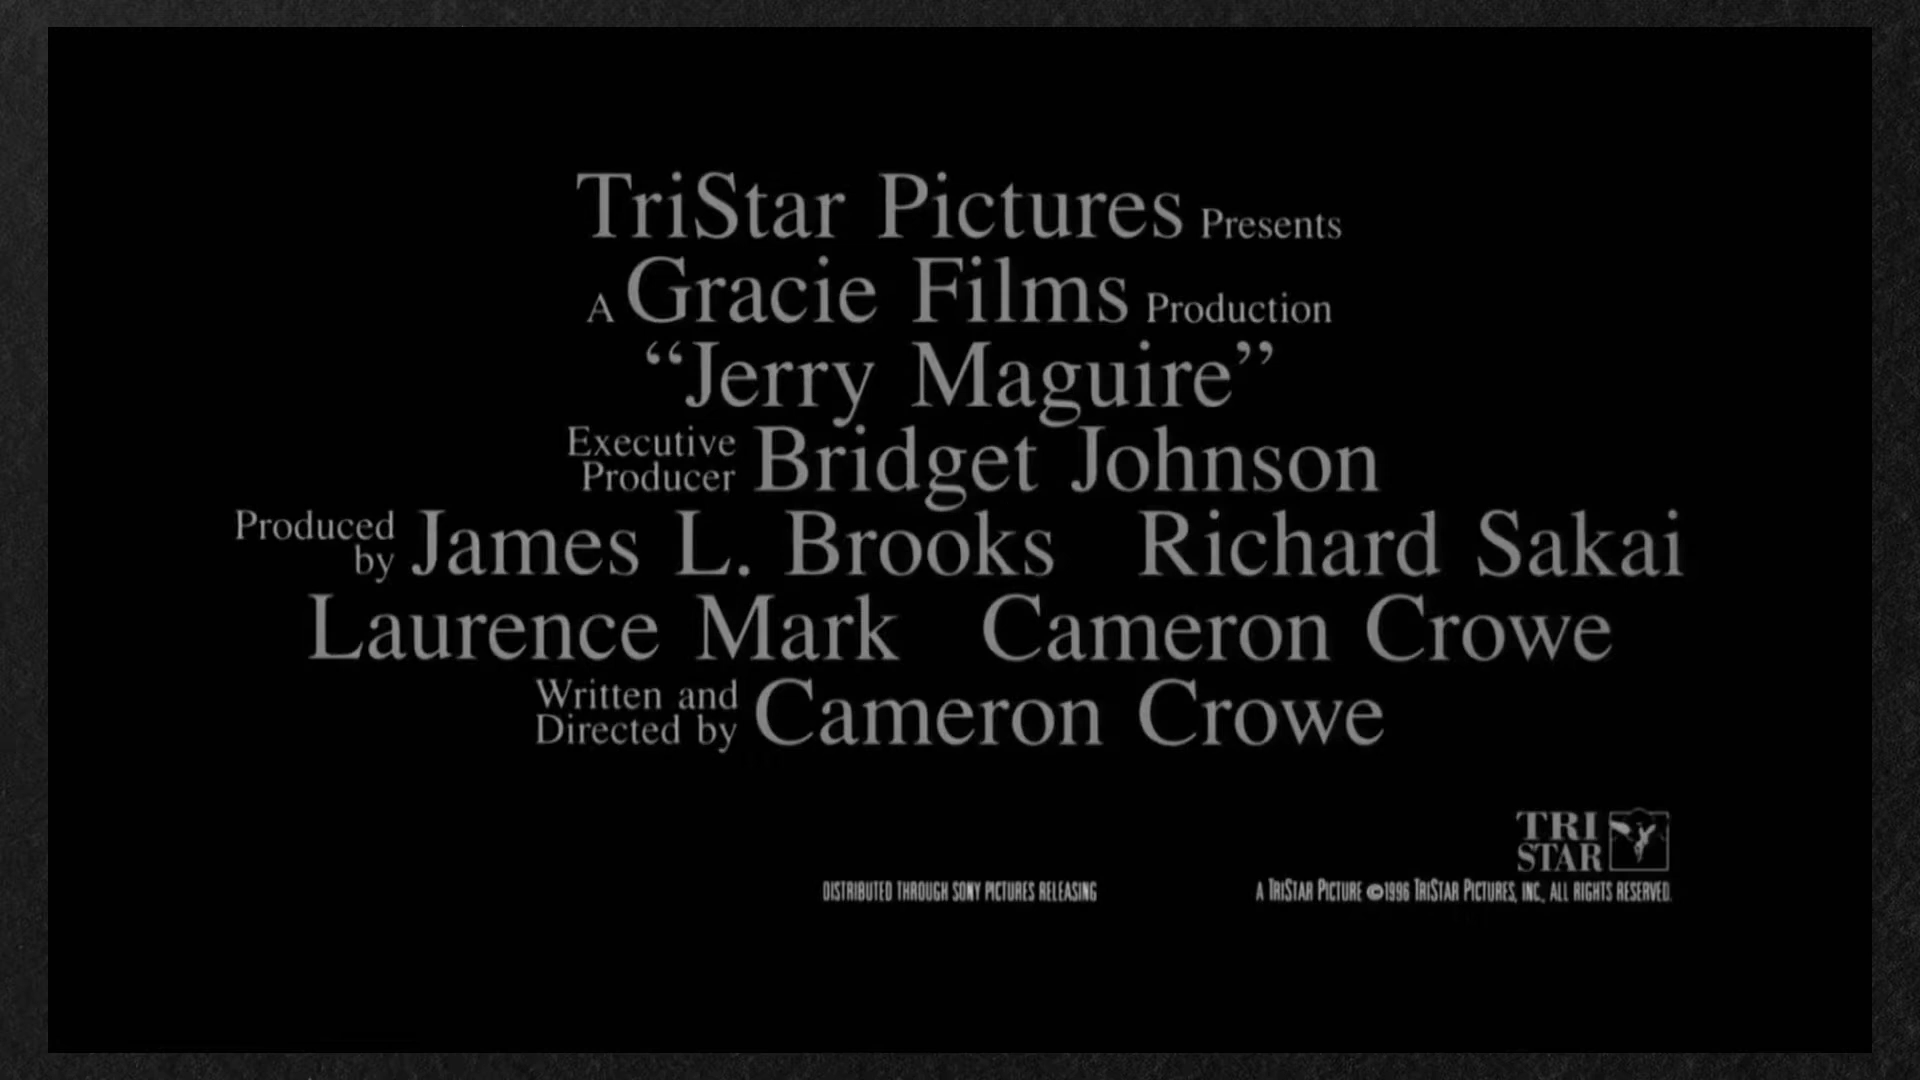 TriStar Pictures Presents
A Gracie Films Production
“Jerry Maguire”
Executive Producer Bridget Johnson
Produced by James L. Brooks Richard Sakai
Laurence Mark Cameron Crowe
Written and Directed by Cameron Crowe
TRI
STAR
DISTRIBUTED THROUGH SONY PICTURES RELEASING
A TRISTAR PICTURE ©1996 TRISTAR PICTURES, INC. ALL RIGHTS RESERVED.